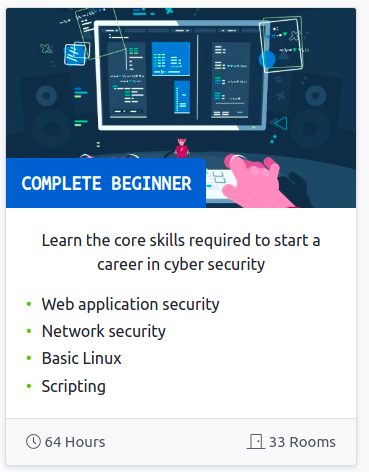 COMPLETE BEGINNER
Learn the core skills required to start a
career in cyber security
Web application security
Network security
Basic Linux
Scripting
64 Hours
33 Rooms